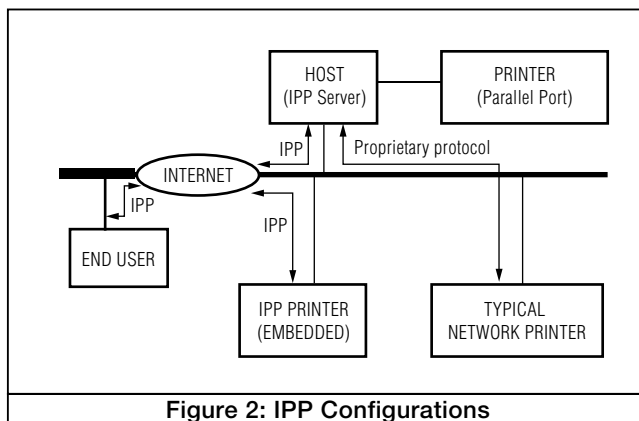 HOST
(IPP Server)
PRINTER
(Parallel Port)
IPP
Proprietary protocol
INTERNET
IPP
IPP
END USER
IPP PRINTER
(EMBEDDED)
TYPICAL
NETWORK PRINTER
Figure 2: IPP Configurations